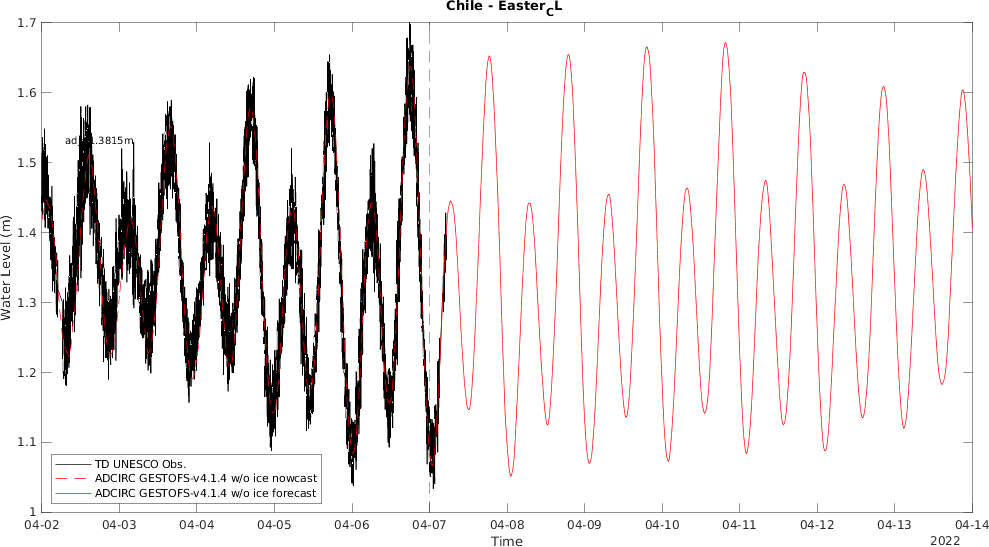 Chile - Easter_CL
1.7
1.6
1.5
1.4
1.3
1.2
1.1
1
Water Level (m)
1.3815m
TD UNESCO Obs.
ADCIRC GESTOFS-v4.1.4 w/o ice nowcast
ADCIRC GESTOFS-v4.1.4 w/o ice forecast
04-02 04-03 04-04 04-05 04-06 04-07 04-08 04-09 04-10 04-11 04-12 04-13 04-14
Time
2022